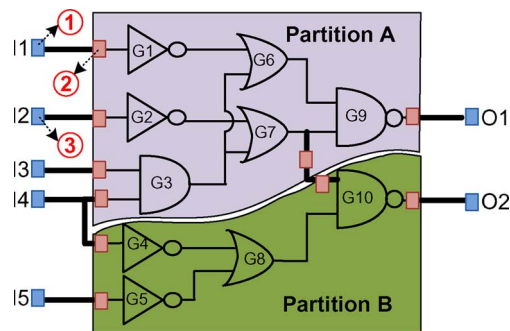 1
Partition A
I1
G1
G6
2
I2
G2
G7
G9
O1
3
I3
G3
I4
G10
O2
G4
G8
I5
G5
Partition B